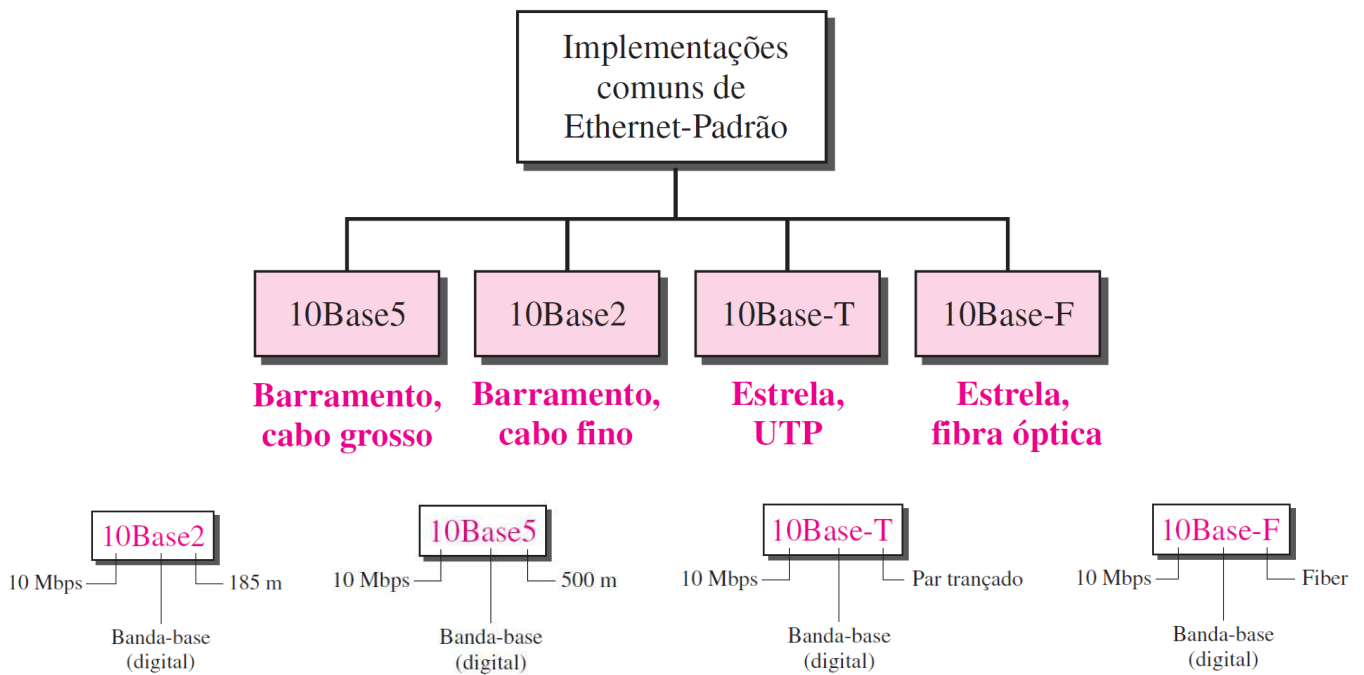 Implementações
comuns de
Ethernet-Padrão
10Base5
10Base2
10Base-T
10Base-F
Barramento,
cabo grosso
Barramento,
cabo fino
Estrela,
UTP
Estrela,
fibra óptica
10Base2
10 Mbps
185 m
Banda-base
(digital)
10Base5
10 Mbps
500 m
Banda-base
(digital)
10Base-T
10 Mbps
Par trançado
Banda-base
(digital)
10Base-F
10 Mbps
Fiber
Banda-base
(digital)